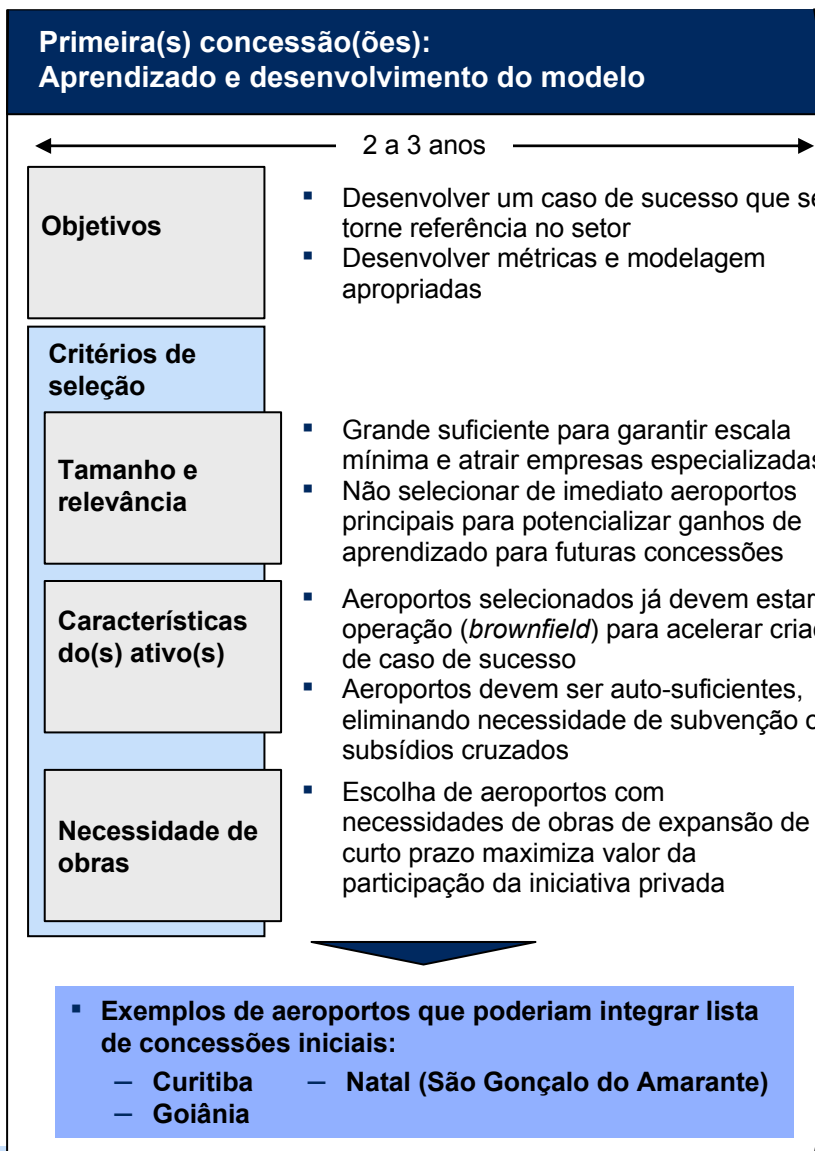 Primeira(s) concessão(ões):
Aprendizado e desenvolvimento do modelo
2 a 3 anos
Objetivos
▪ Desenvolver um caso de sucesso que se
torne referência no setor
▪ Desenvolver métricas e modelagem
apropriadas
Critérios de
seleção
Tamanho e
relevância
▪ Grande suficiente para garantir escala
mínima e atrair empresas especializadas
▪ Não selecionar de imediato aeroportos
principais para potencializar ganhos de
aprendizado para futuras concessões
Características
do(s) ativo(s)
▪ Aeroportos selecionados já devem estar
operação (brownfield) para acelerar
de caso de sucesso
▪ Aeroportos devem ser auto-suficientes,
eliminando necessidade de subvenção
subsídios cruzados
Necessidade de
obras
▪ Escolha de aeroportos com
necessidades de obras de expansão de
curto prazo maximiza valor da
participação da iniciativa privada
▪ Exemplos de aeroportos que poderiam integrar lista
de concessões iniciais:
– Curitiba – Natal (São Gonçalo do Amarante)
– Goiânia